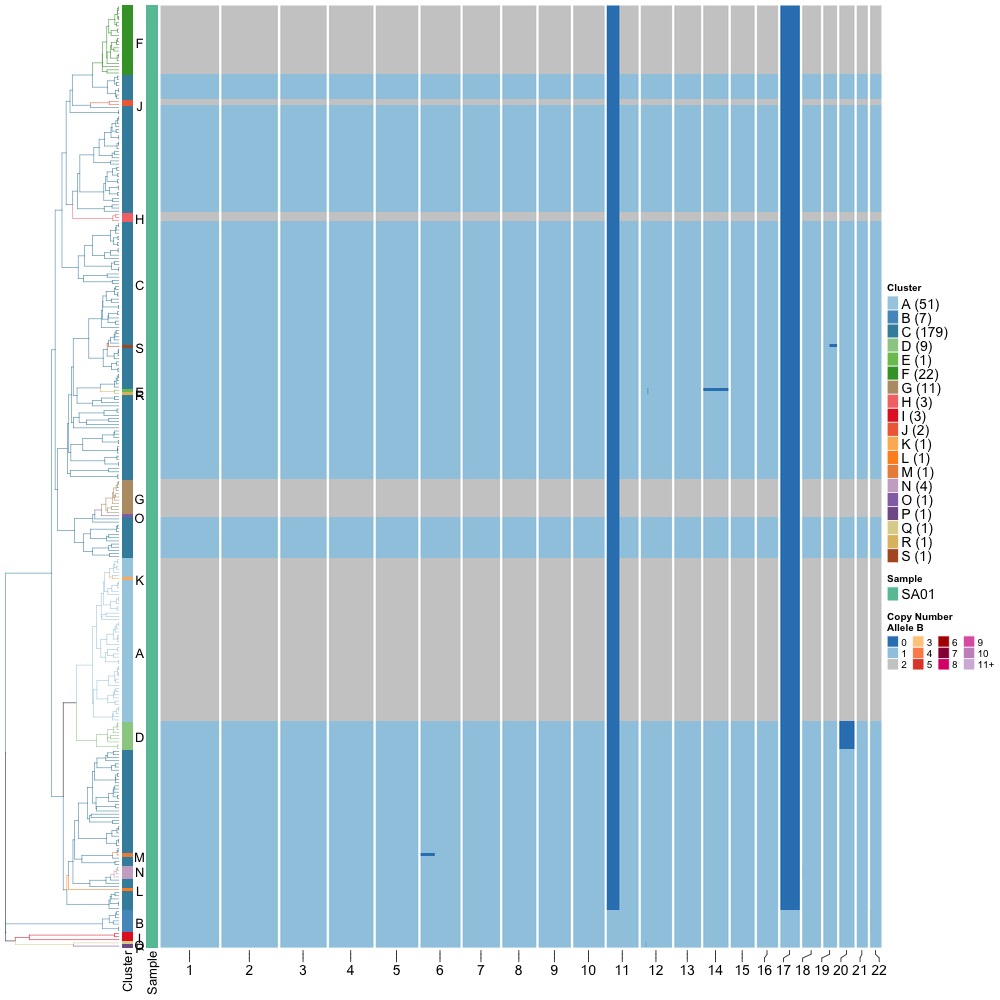 F
J
H
C
S
E
R
G
O
K
A
D
M
N
L
B
I
Cluster
Sample
1 2 3 4 5 6 7 8 9 10 11 12 13 14 15 16 17 18 19 20 21 22
Cluster
A (51)
B (7)
C (179)
D (9)
E (1)
F (22)
G (11)
H (3)
I (3)
J (2)
K (1)
L (1)
M (1)
N (4)
O (1)
P (1)
Q (1)
R (1)
S (1)
Sample
SA01
Copy Number
Allele B
0 3 6 9
1 4 7 10
2 5 8 11+